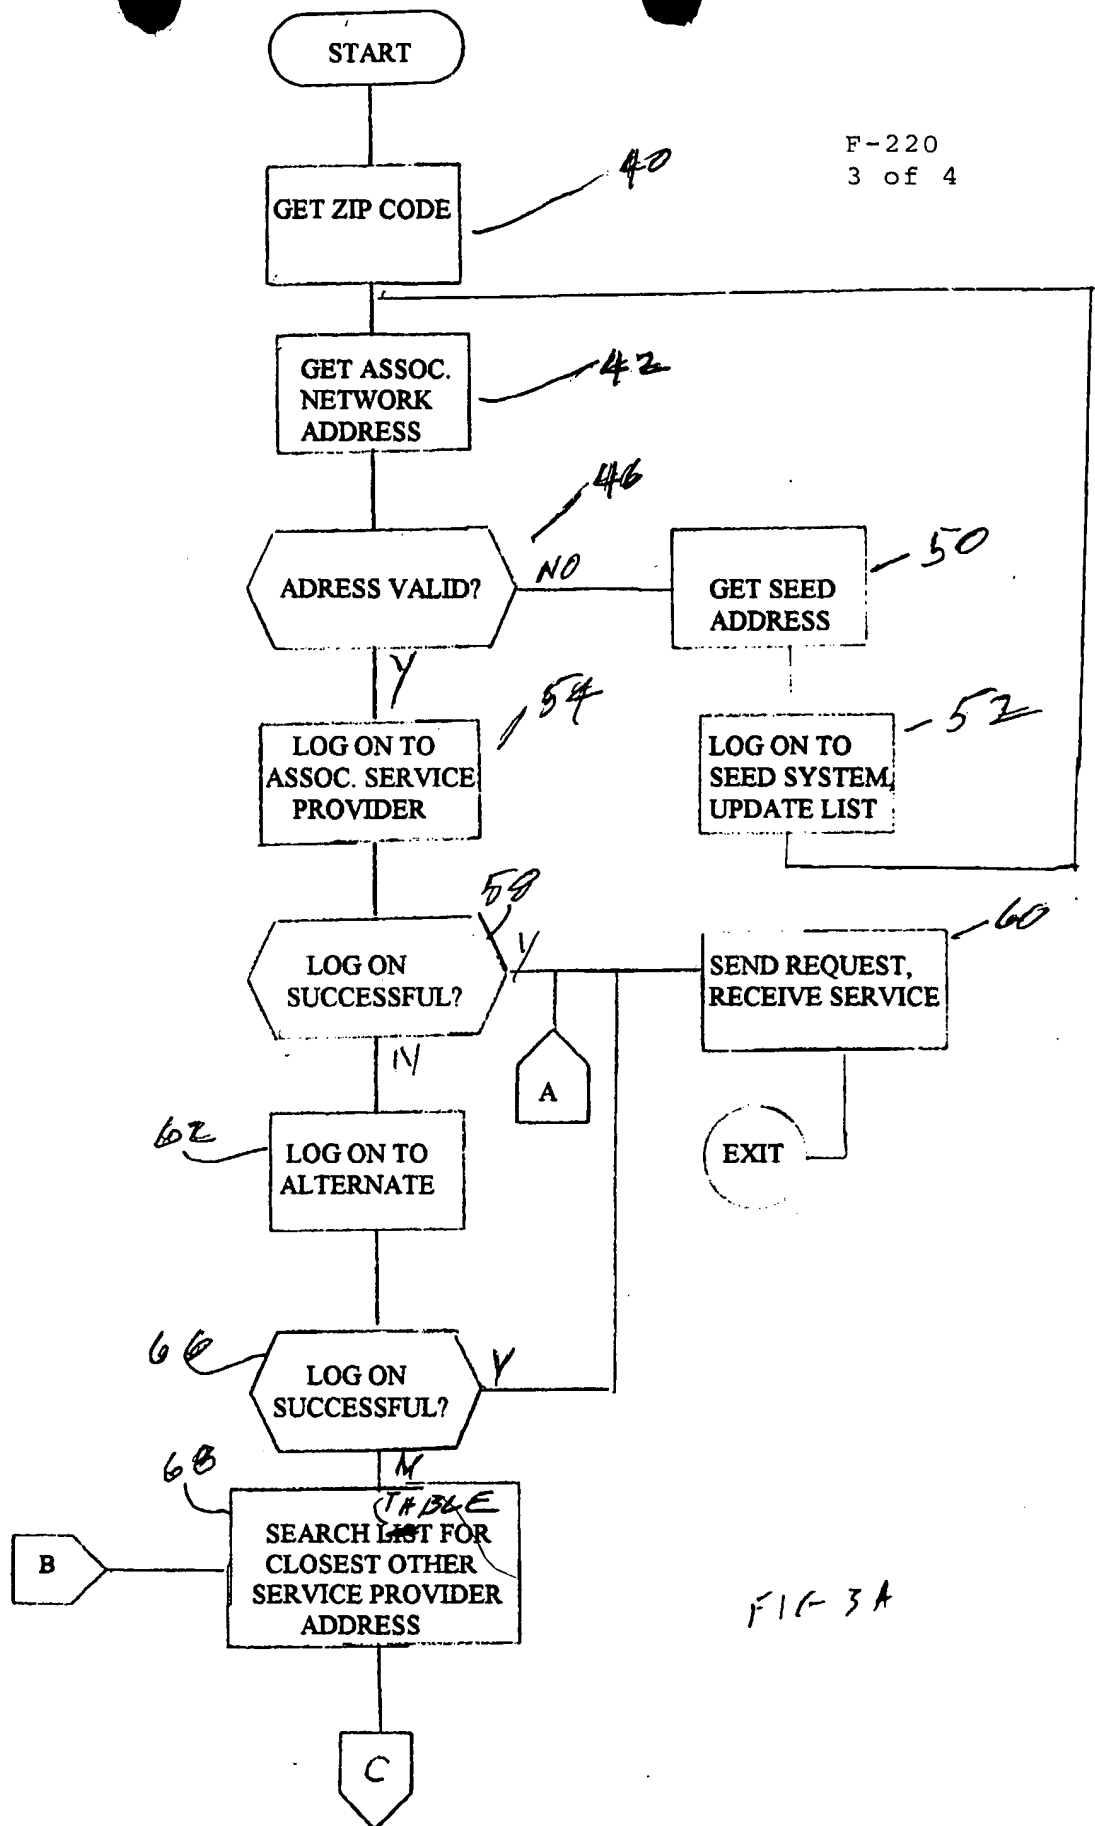 START
F-220
3 of 4
40
GET ZIP CODE
42
GET ASSOC.
NETWORK
ADDRESS
46
ADRESS VALID?
NO
50
GET SEED
ADDRESS
Y
54
LOG ON TO
ASSOC. SERVICE
PROVIDER
52
LOG ON TO
SEED SYSTEM,
UPDATE LIST
58
LOG ON
SUCCESSFUL?
Y
60
SEND REQUEST,
RECEIVE SERVICE
N
A
62
LOG ON TO
ALTERNATE
EXIT
66
LOG ON
SUCCESSFUL?
Y
N
68
TABLE
SEARCH LIST FOR
CLOSEST OTHER
SERVICE PROVIDER
ADDRESS
B
FIG 3A
C